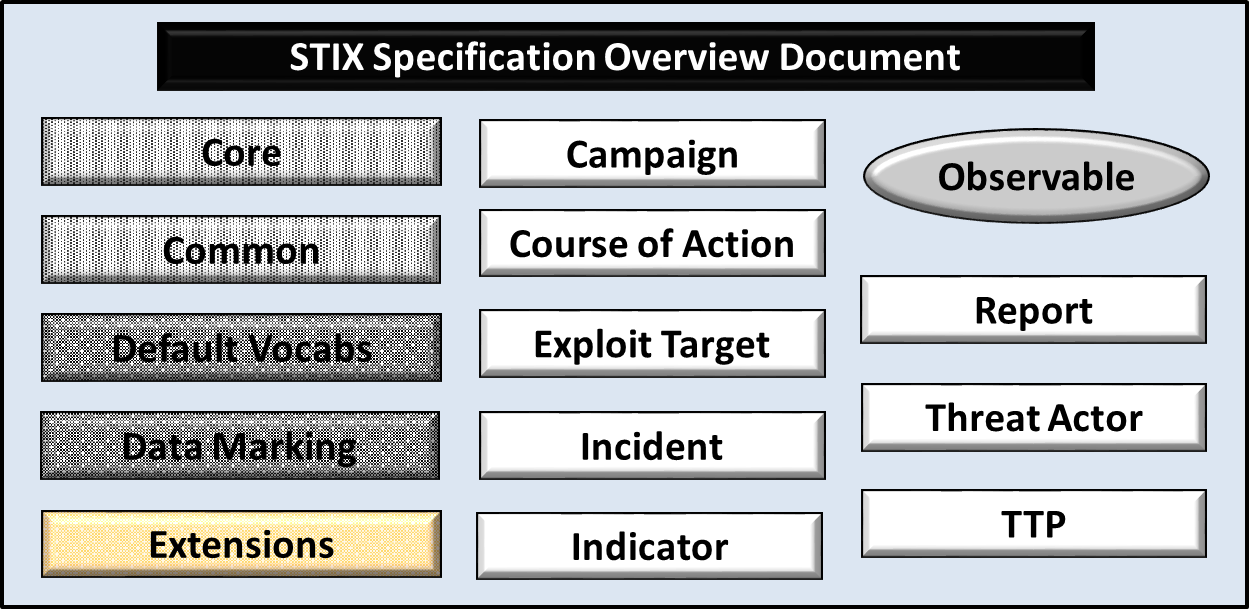 STIX Specification Overview Document
Core
Common
Default Vocabs
Data Marking
Extensions
Campaign
Course of Action
Exploit Target
Incident
Indicator
Observable
Report
Threat Actor
TTP